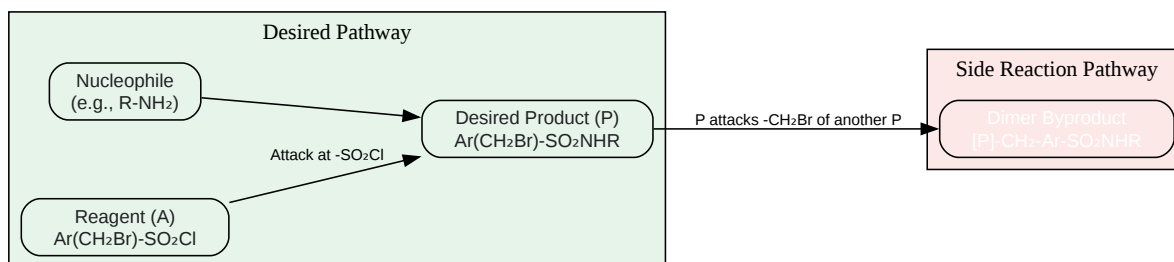 Desired Pathway
Nucleophile
(e.g., R-NH₂)
Attack at -SO₂Cl
Reagent (A)
Ar(CH₂Br)-SO₂Cl
Desired Product (P)
Ar(CH₂Br)-SO₂NHR
P attacks -CH₂Br of another P
Side Reaction Pathway
Dimer Byproduct
[P]-CH₂-Ar-SO₂NHR